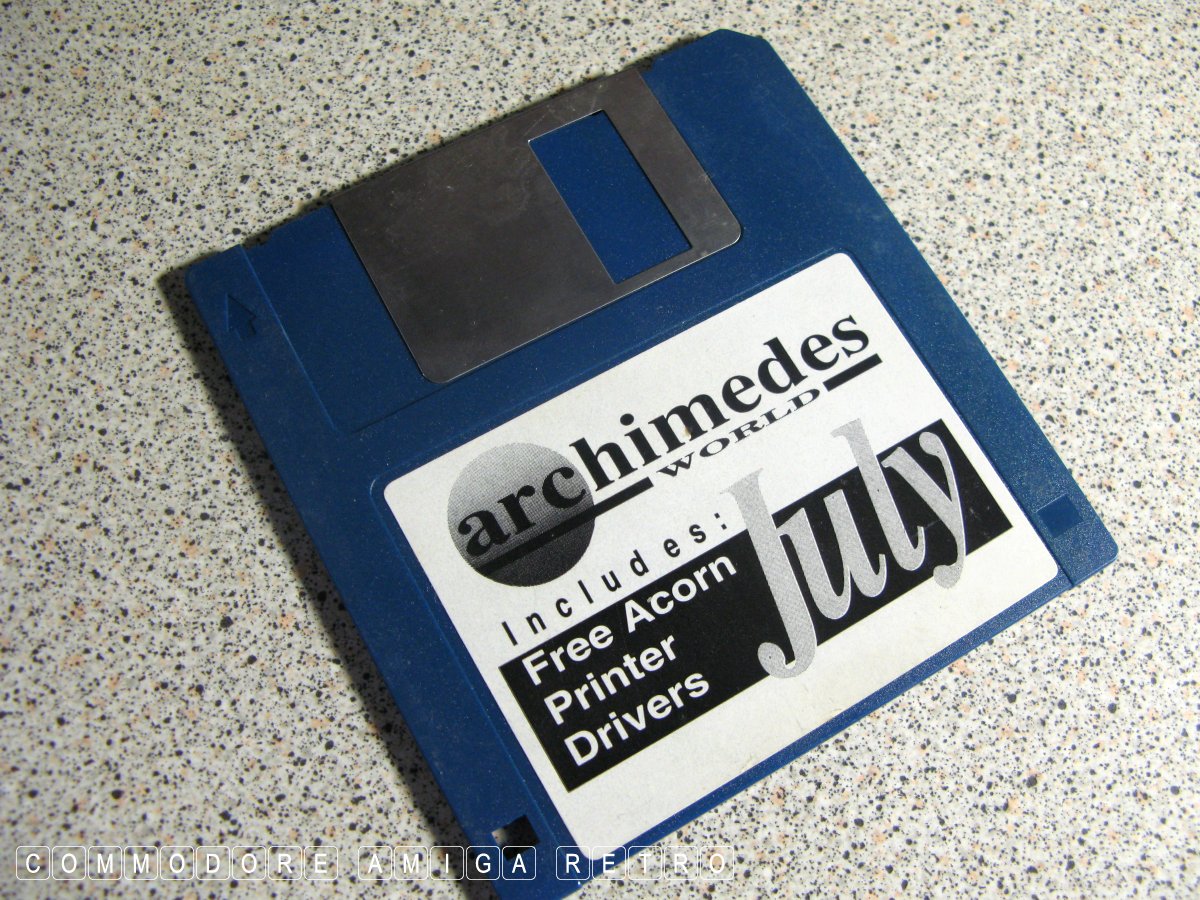 archimedes
WORLD
Includes:
July
Free Acorn
Printer
Drivers
COMMODORE AMIGA RETRO